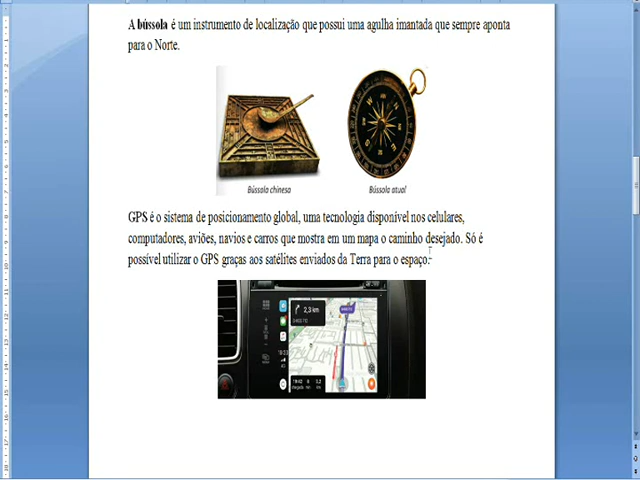 A bússola é um instrumento de localização que possui uma agulha imantada que sempre aponta
para o Norte.
Bússola chinesa
Bússola atual
GPS é o sistema de posicionamento global, uma tecnologia disponível nos celulares,
computadores, aviões, navios e carros que mostra em um mapa o caminho desejado. Só é
possível utilizar o GPS graças aos satélites enviados da Terra para o espaço.
2,3 km